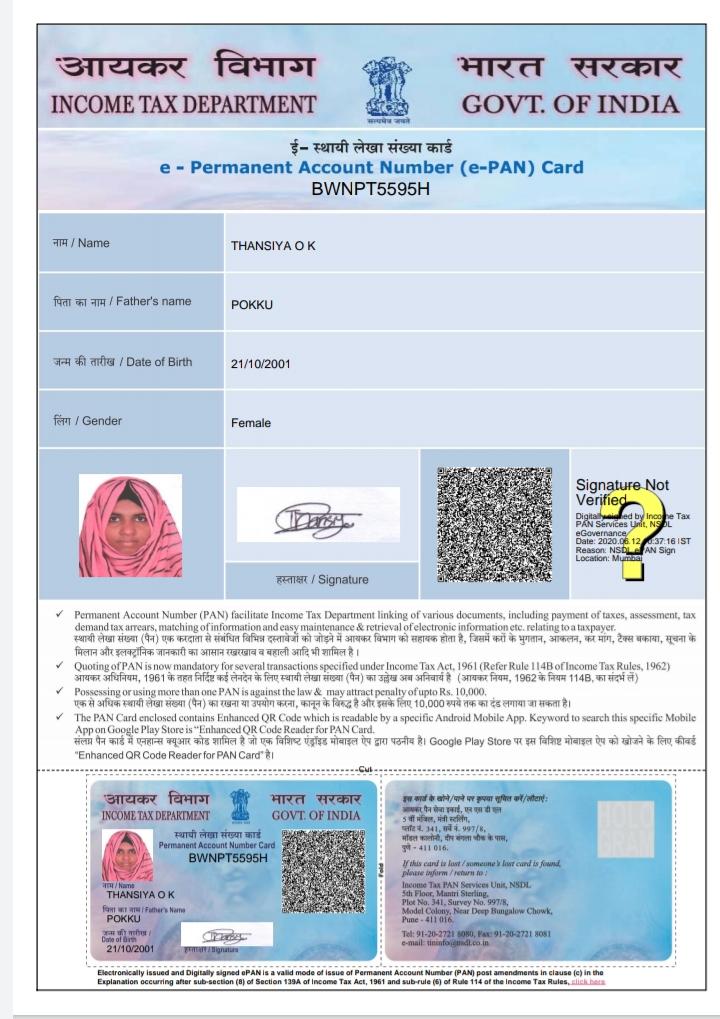 आयकर विभाग
INCOME TAX DEPARTMENT
सत्यमेव जयते
भारत सरकार
GOVT. OF INDIA
ई- स्थायी लेखा संख्या कार्ड
e - Permanent Account Number (e-PAN) Card
BWNPT5595H
नाम / Name
THANSIYA O K
पिता का नाम / Father's name
POKKU
जन्म की तारीख / Date of Birth
21/10/2001
लिंग / Gender
Female
हस्ताक्षर / Signature
Signature Not
Verified
Digitally signed by Income Tax
PAN Services Unit, NSDL
eGovernance
Date: 2020.06.12 IST
Reason: NSDL ePAN Sign
Location: Mumbai
✓ Permanent Account Number (PAN) facilitate Income Tax Department linking of various documents, including payment of taxes, assessment, tax
demand tax arrears, matching of information and easy maintenance & retrieval of electronic information etc. relating to a taxpayer.
स्थायी लेखा संख्या (पैन) एक करदाता से संबंधित विभिन्न दस्तावेजों को जोड़ने में आयकर विभाग को सहायक होता है, जिसमें करों के भुगतान, आकलन, कर मांग, टैक्स बकाया, सूचना के
मिलान और इलक्ट्रॉनिक जानकारी का आसान रखरखाव व बहाली आदि भी शामिल है ।
✓ Quoting of PAN is now mandatory for several transactions specified under Income Tax Act, 1961 (Refer Rule 114B of Income Tax Rules, 1962)
आयकर अधिनियम, 1961 के तहत निर्दिष्ट कई लेनदेन के लिए स्थायी लेखा संख्या (पैन) का उल्लेख अब अनिवार्य है (आयकर नियम, 1962 के नियम 114B, का संदर्भ लें)
✓ Possessing or using more than one PAN is against the law & may attract penalty of upto Rs. 10,000.
एक से अधिक स्थायी लेखा संख्या (पैन) का रखना या उपयोग करना, कानून के विरुद्ध है और इसके लिए 10,000 रुपये तक का दंड लगाया जा सकता है।
✓ The PAN Card enclosed contains Enhanced QR Code which is readable by a specific Android Mobile App. Keyword to search this specific Mobile
App on Google Play Store is “Enhanced QR Code Reader for PAN Card.
संलग्न पैन कार्ड में एनहान्स क्यूआर कोड शामिल है जो एक विशिष्ट एंड्रॉइड मोबाइल ऐप द्वारा पठनीय है। Google Play Store पर इस विशिष्ट मोबाइल ऐप को खोजने के लिए कीवर्ड
"Enhanced QR Code Reader for PAN Card" है।
Cut
आयकर विभाग
INCOME TAX DEPARTMENT
भारत सरकार
GOVT. OF INDIA
स्थायी लेखा संख्या कार्ड
Permanent Account Number Card
BWNPT5595H
नाम / Name
THANSIYA O K
पिता का नाम / Father's Name
POKKU
जन्म की तारीख /
Date of Birth
21/10/2001
हस्ताक्षर / Signature
Fold
इस कार्ड के खोने/पाने पर कृपया सूचित करें/लौटाएं:
आयकर पैन सेवा इकाई, एन एस डी एल
5 वीं मंजिल, मंत्री स्टर्लिंग,
प्लॉट नं. 341, सर्वे नं. 997/8,
मॉडल कालोनी, दीप बंगला चौक के पास,
पुणे - 411 016.
If this card is lost / someone's lost card is found,
please inform / return to :
Income Tax PAN Services Unit, NSDL
5th Floor, Mantri Sterling,
Plot No. 341, Survey No. 997/8,
Model Colony, Near Deep Bungalow Chowk,
Pune - 411 016.
Tel: 91-20-2721 8080, Fax: 91-20-2721 8081
e-mail: tininfo@nsdl.co.in
Electronically issued and Digitally signed ePAN is a valid mode of issue of Permanent Account Number (PAN) post amendments in clause (c) in the
Explanation occurring after sub-section (8) of Section 139A of Income Tax Act, 1961 and sub-rule (6) of Rule 114 of the Income Tax Rules, click here